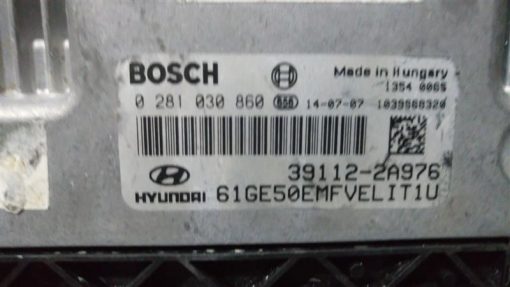 BOSCH
Made in Hungary
1354 0065
0 281 030 860 14-07-07 1039S68320
39112-2A976
HYUNDAI 61GE50EMFVELIT1U